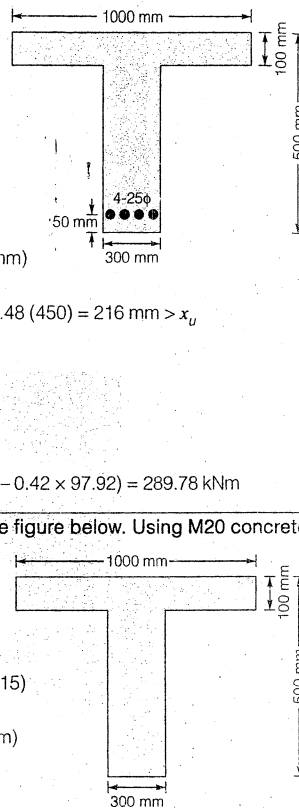 1000 mm
100 mm
500 mm
4-25ϕ
50 mm
300 mm
nm)
.48 (450) = 216 mm > x_u
– 0.42 × 97.92) = 289.78 kNm
e figure below. Using M20 concrete
1000 mm
100 mm
15)
500 mm
m)
300 mm